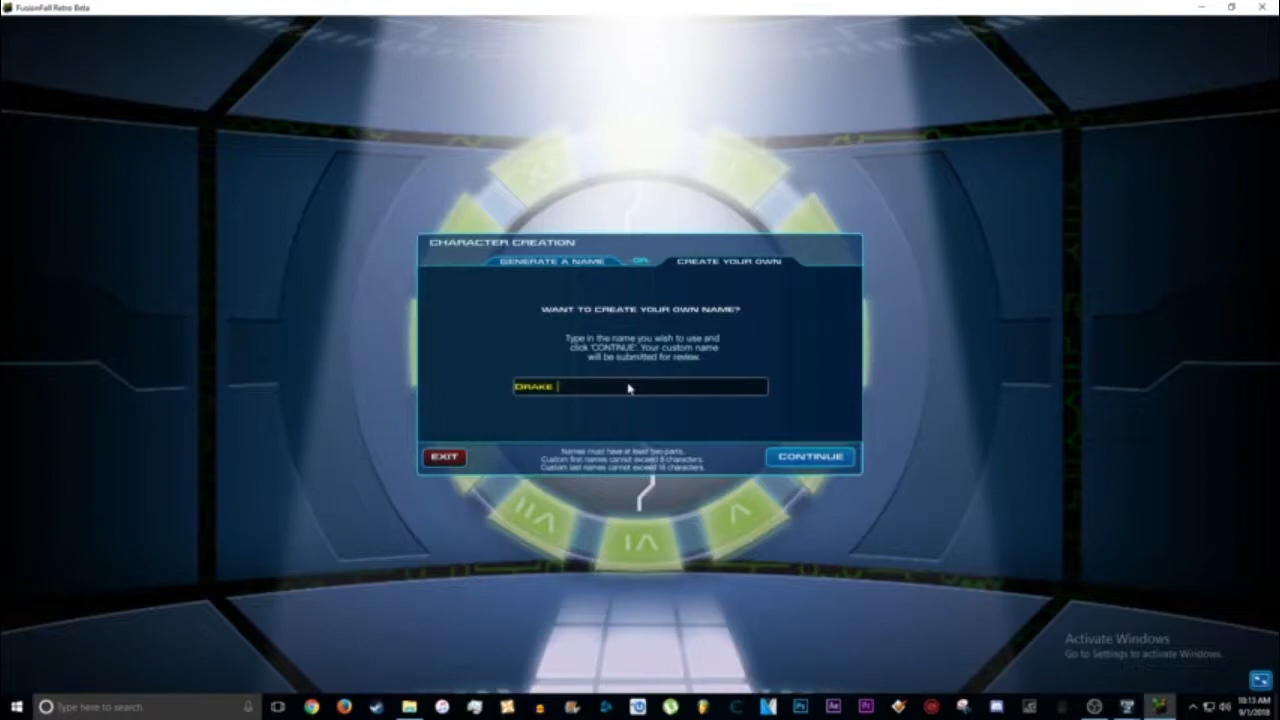 FusionFall Retro Beta
CHARACTER CREATION
GENERATE A NAME
OR
CREATE YOUR OWN
WANT TO CREATE YOUR OWN NAME?
Type in the name you wish to use and
click 'CONTINUE'. Your custom name
will be submitted for review.
DRAKE
EXIT
Names must have at least two parts.
Custom first names cannot exceed 8 characters.
Custom last names cannot exceed 16 characters.
CONTINUE
VII
VI
V
Activate Windows
Go to Settings to activate Windows.
Type here to search
10:13 AM
9/1/2018